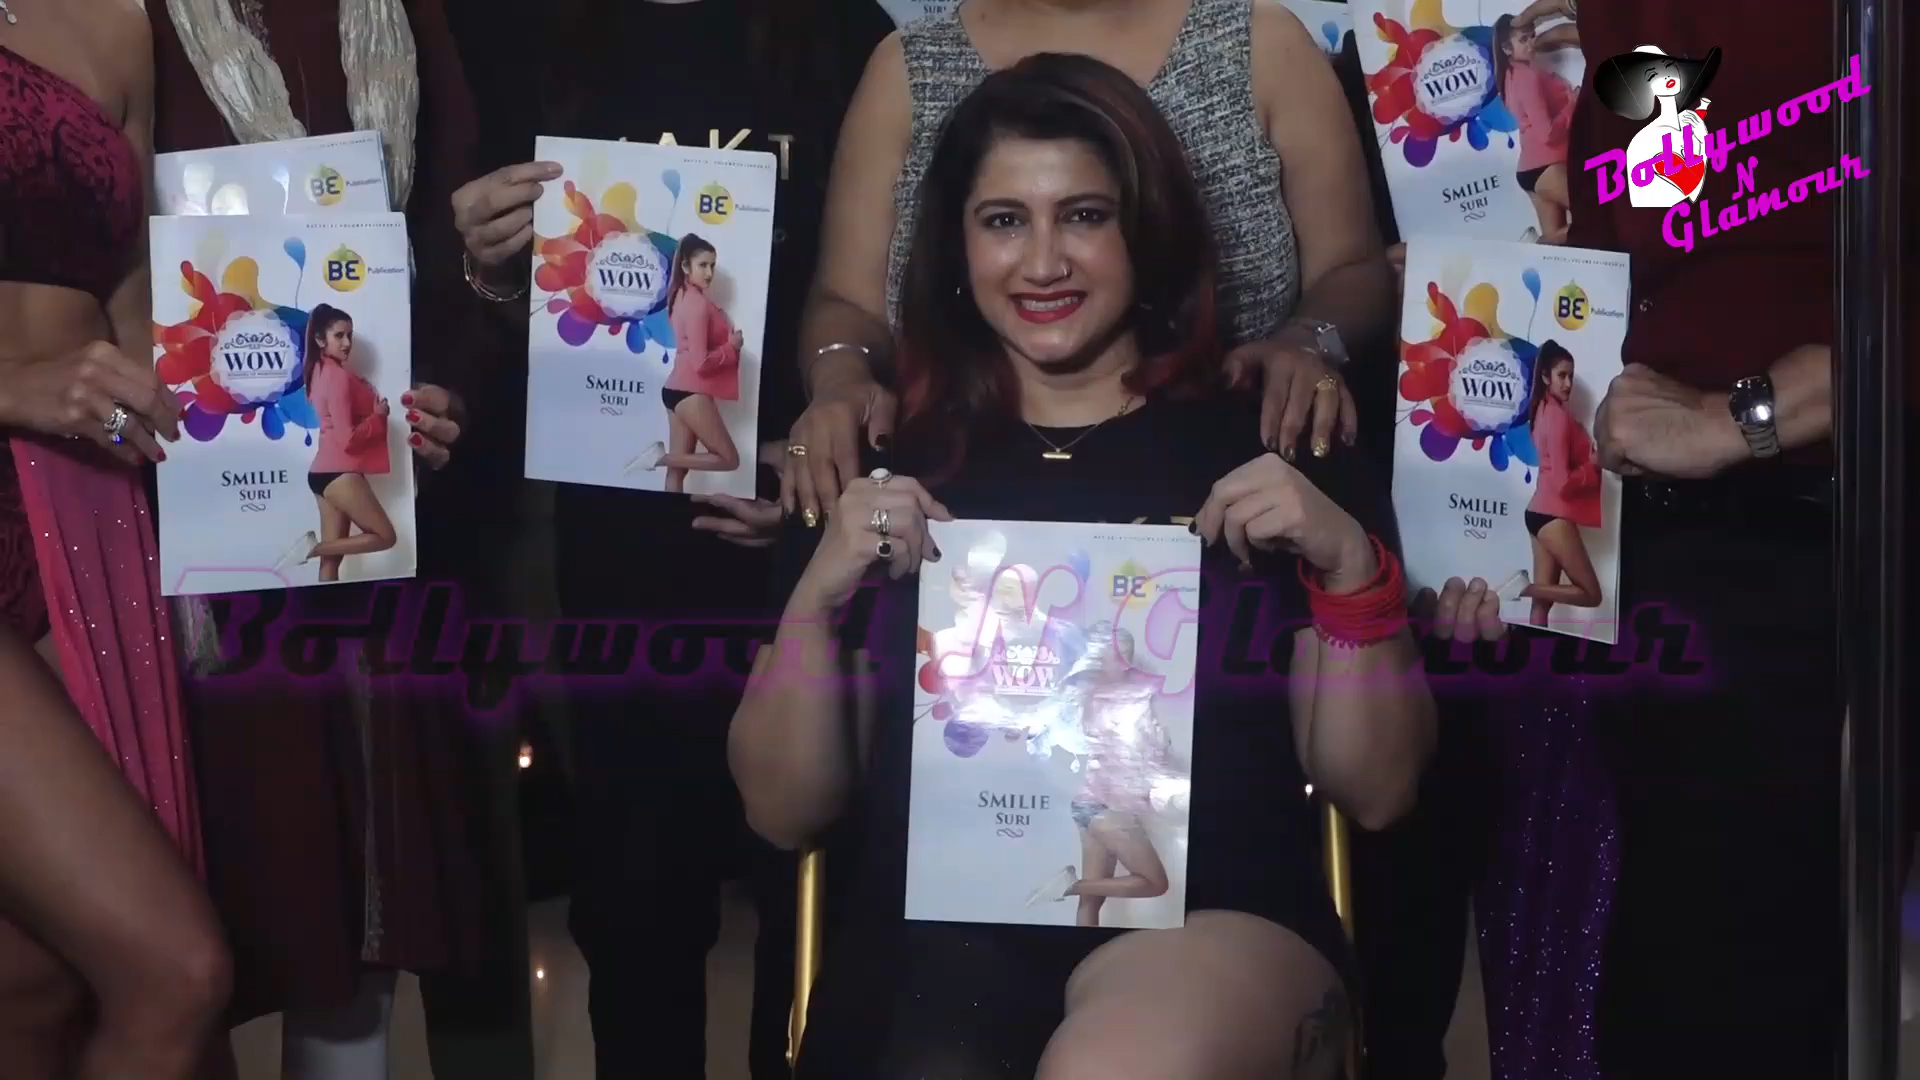 BE Publication
WOW
SMILIE
SURI
BE Publication
WOW
SMILIE
SURI
AKT
BE Publication
WOW
SMILIE
SURI
WOW
SMILIE
SURI
BE Publication
WOW
SMILIE
SURI
Bollywood
N
Glamour
Bollywood N Glamour